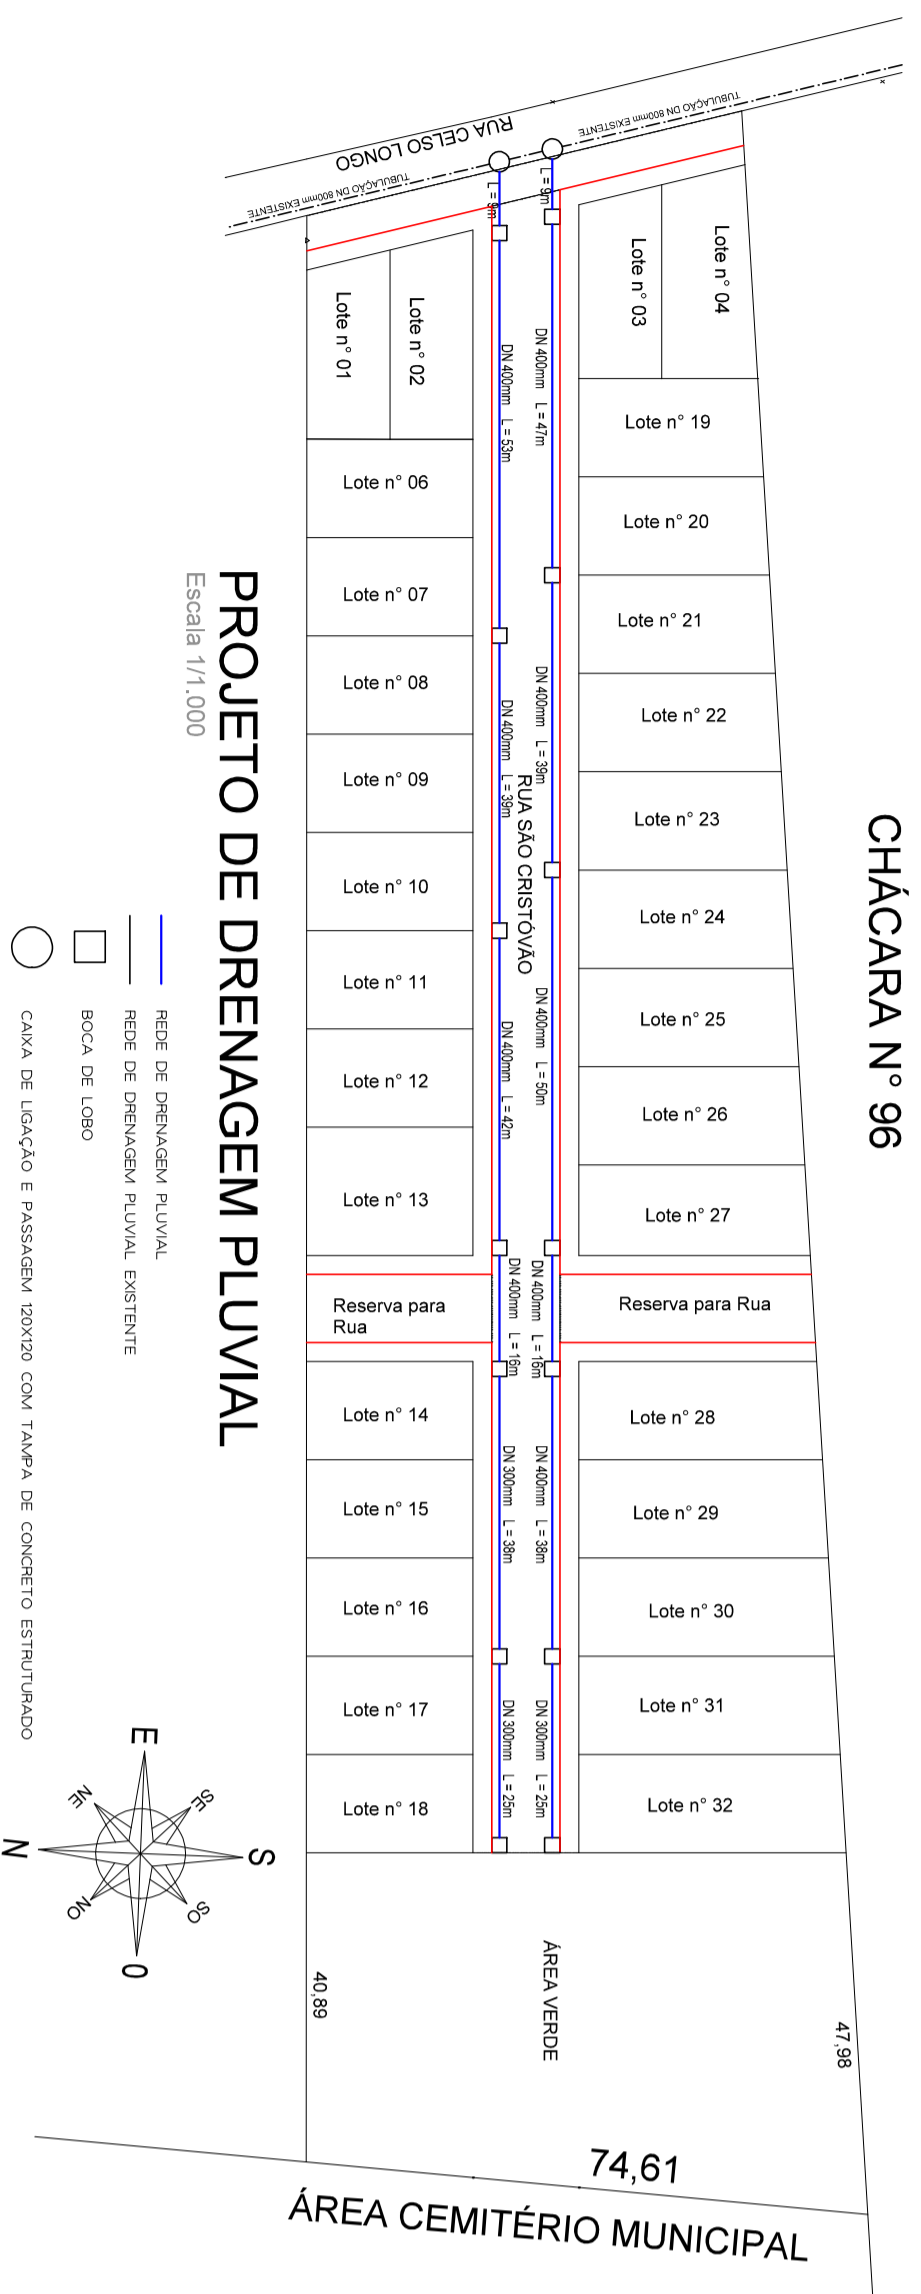 CHÁCARA N° 96
TUBULAÇÃO DN 800mm EXISTENTE
RUA CELSO LONGO
TUBULAÇÃO DN 800mm EXISTENTE
L = 9m
L = 9m
Lote n° 04
Lote n° 03
Lote n° 02
Lote n° 01
DN 400mm L = 47m
DN 400mm L = 53m
Lote n° 19
Lote n° 20
Lote n° 21
Lote n° 22
Lote n° 23
Lote n° 24
Lote n° 25
Lote n° 26
Lote n° 27
Reserva para Rua
Lote n° 28
Lote n° 29
Lote n° 30
Lote n° 31
Lote n° 32
DN 400mm L = 39m
DN 400mm L = 39m
RUA SÃO CRISTÓVÃO
DN 400mm L = 50m
DN 400mm L = 42m
DN 400mm L = 16m
DN 400mm L = 16m
DN 400mm L = 38m
DN 300mm L = 38m
DN 300mm L = 25m
DN 300mm L = 25m
Lote n° 06
Lote n° 07
Lote n° 08
Lote n° 09
Lote n° 10
Lote n° 11
Lote n° 12
Lote n° 13
Reserva para
Rua
Lote n° 14
Lote n° 15
Lote n° 16
Lote n° 17
Lote n° 18
ÁREA VERDE
40,89
47,98
74,61
ÁREA CEMITÉRIO MUNICIPAL
PROJETO DE DRENAGEM PLUVIAL
Escala 1/1.000
REDE DE DRENAGEM PLUVIAL
REDE DE DRENAGEM PLUVIAL EXISTENTE
BOCA DE LOBO
CAIXA DE LIGAÇÃO E PASSAGEM 120X120 COM TAMPA DE CONCRETO ESTRUTURADO
E
SE
S
SO
O
NO
N
NE